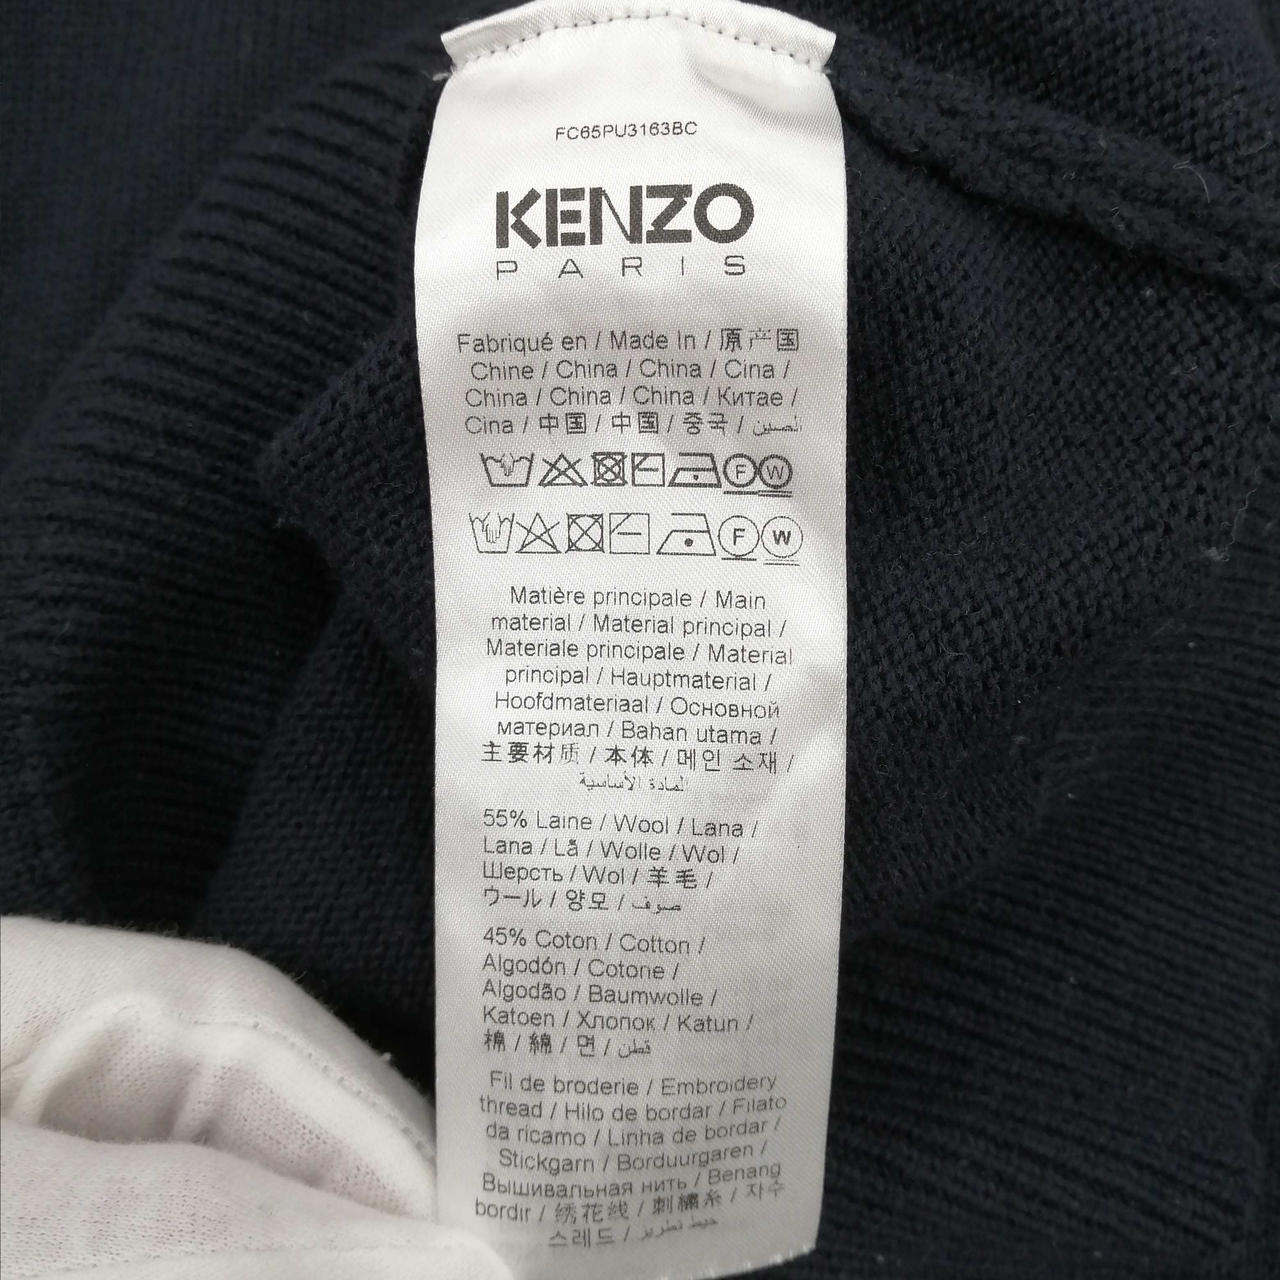 FC65PU3163BC
KENZO
PARIS
Fabriqué en / Made In / 原产国
Chine / China / China / Cina /
China / China / China / Китае /
Cina / 中国 / 中国 / 중국 / الصين
F W
F W
Matière principale / Main
material / Material principal /
Materiale principale / Material
principal / Hauptmaterial /
Hoofdmateriaal / Основной
материал / Bahan utama /
主要材质 / 本体 / 메인 소재 /
المادة الأساسية
55% Laine / Wool / Lana /
Lana / Lã / Wolle / Wol /
Шерсть / Wol / 羊毛 /
ウール / 양모 / صوف
45% Coton / Cotton /
Algodón / Cotone /
Algodão / Baumwolle /
Katoen / Хлопок / Katun /
棉 / 綿 / 면 / قطن
Fil de broderie / Embroidery
thread / Hilo de bordar / Filato
da ricamo / Linha de bordar /
Stickgarn / Borduurgaren /
Вышивальная нить / Benang
bordir / 绣花线 / 刺繍糸 / 자수
스레드 / خيط تطريز